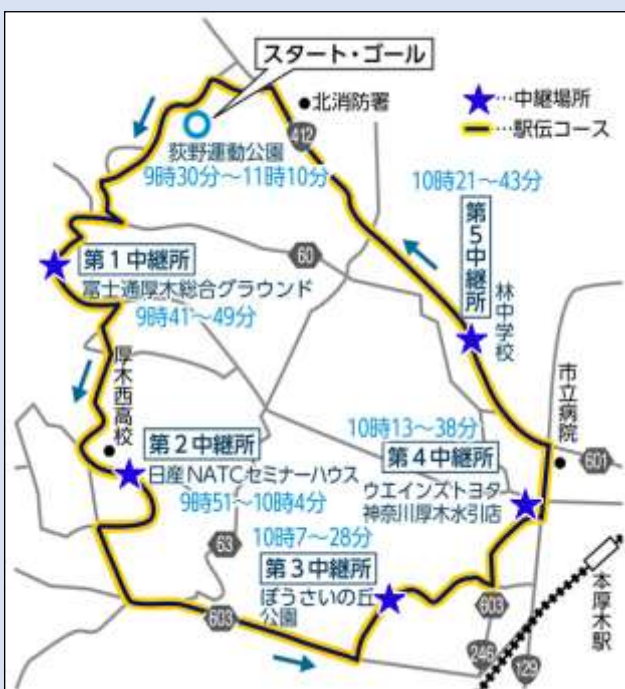 スタート・ゴール
●北消防署
★…中継場所
…駅伝コース
412
荻野運動公園
9時30分～11時10分
10時21～43分
第5中継所
林中学校
60
第1中継所
富士通厚木総合グラウンド
9時41～49分
厚木西高校
市立病院
10時13～38分
第4中継所
ウエインズトヨタ
神奈川厚木水引店
601
第2中継所
日産NATCセミナーハウス
9時51～10時4分
63
10時7～28分
第3中継所
ぼうさいの丘
公園
603
603
246
129
本厚木駅